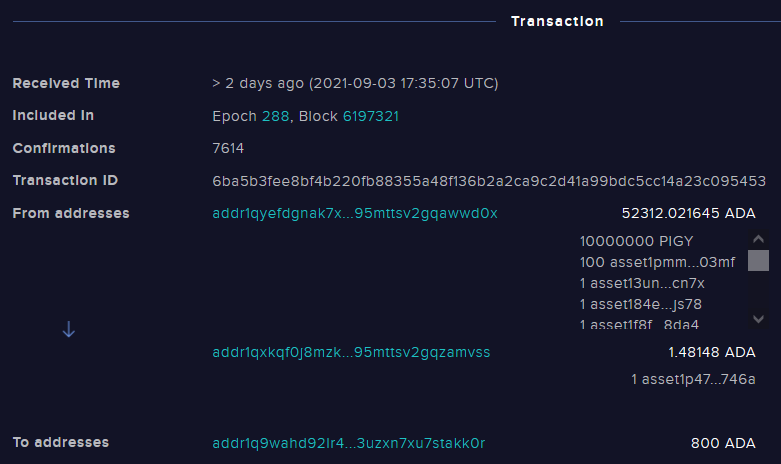 Transaction
Received Time > 2 days ago (2021-09-03 17:35:07 UTC)
Included In Epoch 288, Block 6197321
Confirmations 7614
Transaction ID 6ba5b3fee8bf4b220fb88355a48f136b2a2ca9c2d41a99bdc5cc14a23c095453
From addresses addr1qyefdgnak7x...95mttsv2gqawwd0x 52312.021645 ADA
10000000 PIGY
100 asset1pmm...03mf
1 asset13un...cn7x
1 asset184e...js78
1 asset1f8f...8da4
addr1qxkqf0j8mzk...95mttsv2gqzamvss 1.48148 ADA
1 asset1p47...746a
To addresses addr1q9wahd92lr4...3uzxn7xu7stakk0r 800 ADA